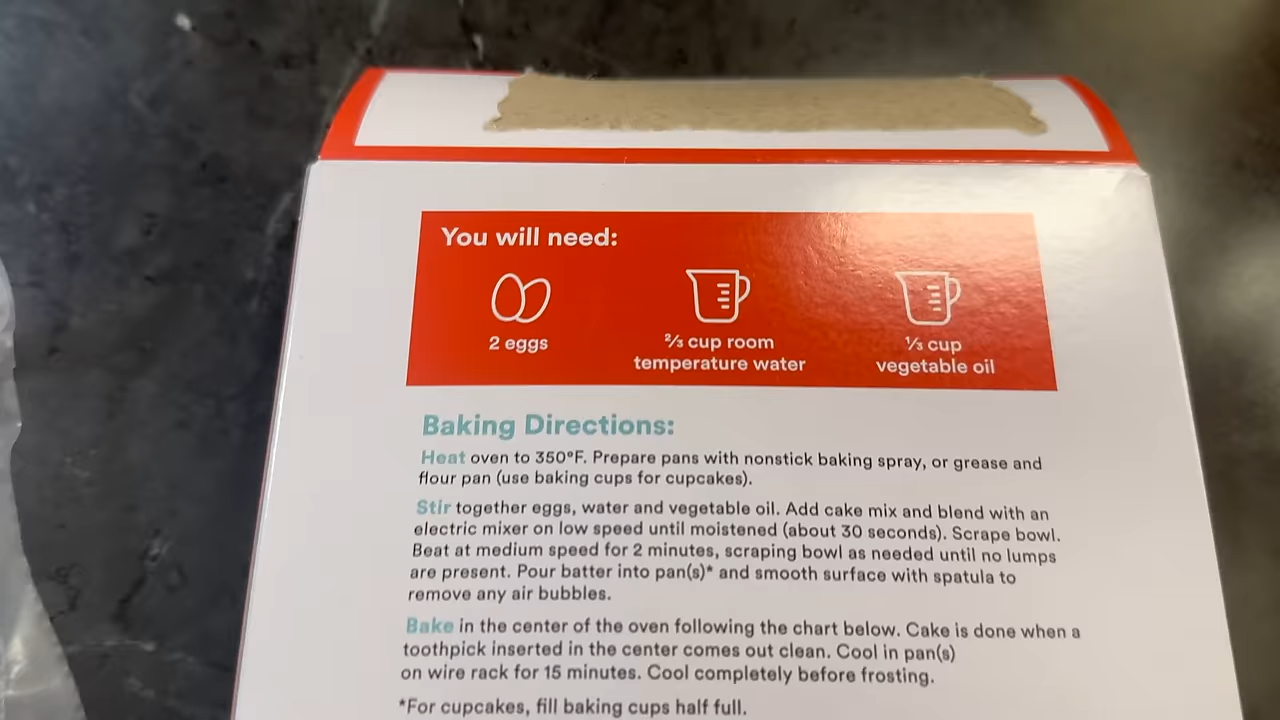 You will need:
2 eggs
⅔ cup room
temperature water
⅓ cup
vegetable oil
Baking Directions:
Heat oven to 350°F. Prepare pans with nonstick baking spray, or grease and
flour pan (use baking cups for cupcakes).
Stir together eggs, water and vegetable oil. Add cake mix and blend with an
electric mixer on low speed until moistened (about 30 seconds). Scrape bowl.
Beat at medium speed for 2 minutes, scraping bowl as needed until no lumps
are present. Pour batter into pan(s)* and smooth surface with spatula to
remove any air bubbles.
Bake in the center of the oven following the chart below. Cake is done when a
toothpick inserted in the center comes out clean. Cool in pan(s)
on wire rack for 15 minutes. Cool completely before frosting.
*For cupcakes, fill baking cups half full.